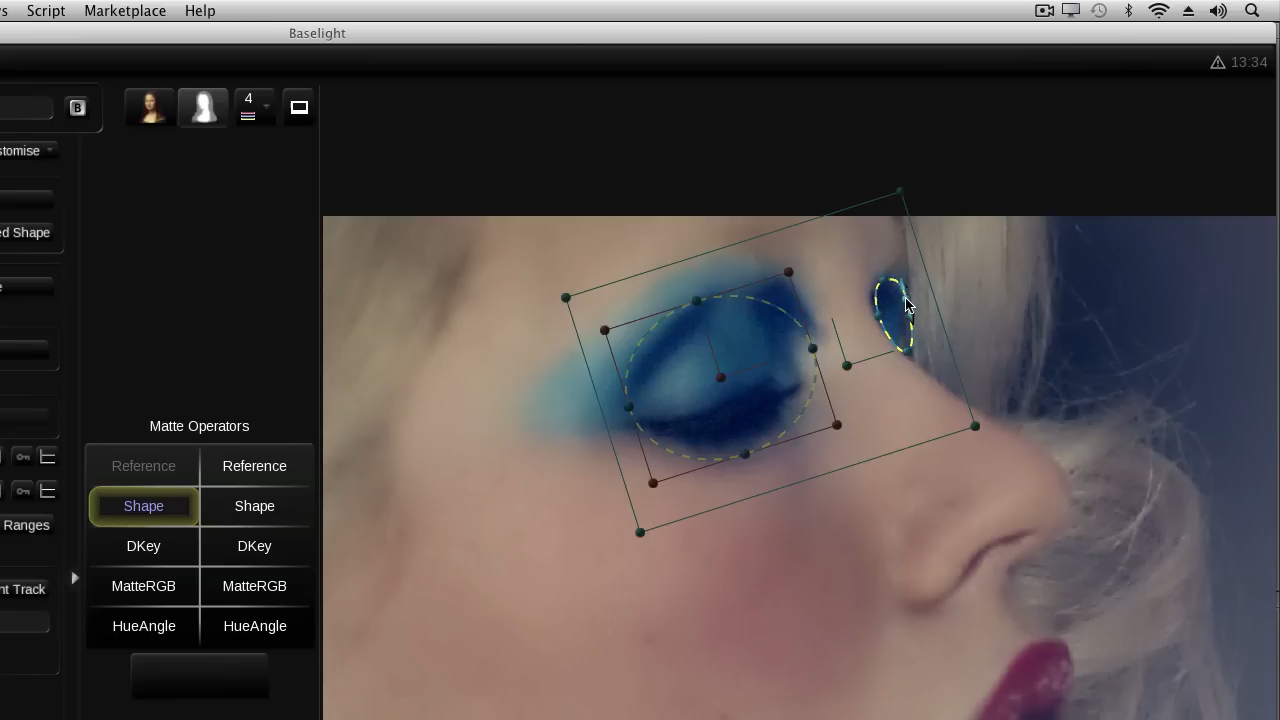 s Script Marketplace Help
Baselight
13:34
B
4
stomise
ed Shape
e
Matte Operators
Reference Reference
Shape Shape
DKey DKey
Ranges
MatteRGB MatteRGB
nt Track
HueAngle HueAngle